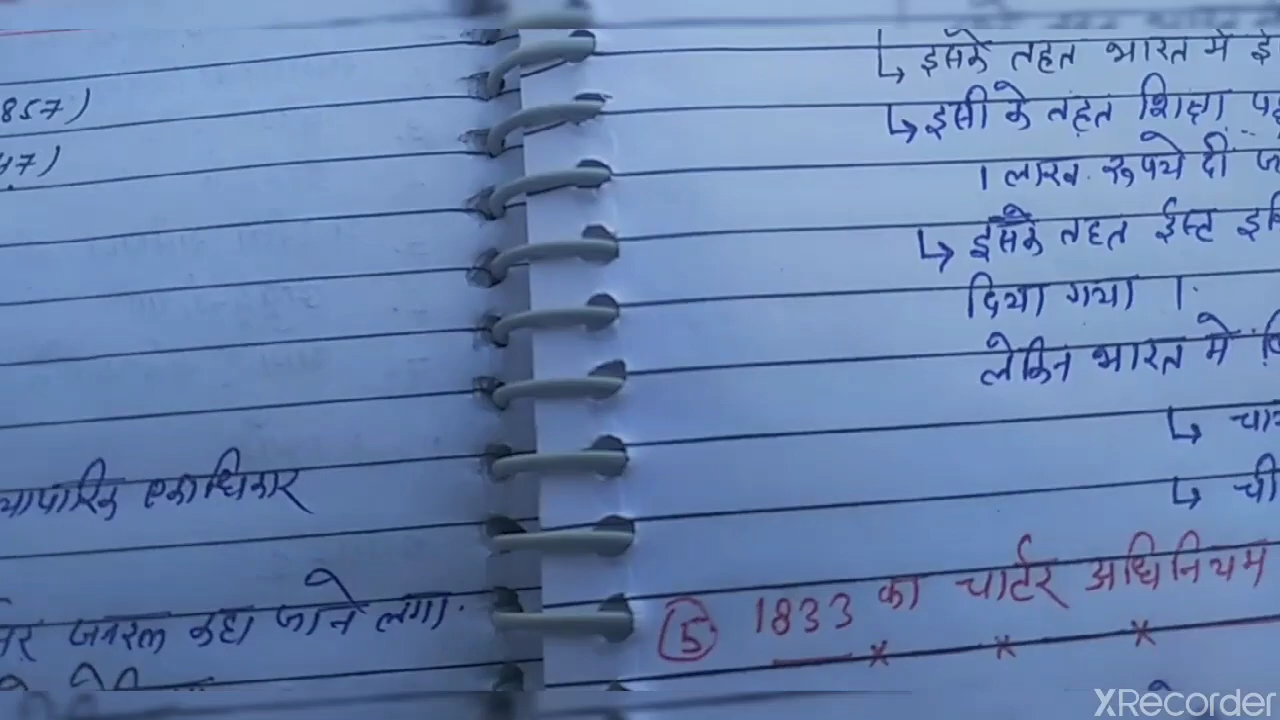 857)
47)
व्यापारिक एकाधिकार
जनरल कहा जाने लगा.
↳ इसके तहत भारत में
↳ इसी के तहत शिक्षा
1 लाख रुपये दी
↳ इसके तहत ईस्ट
दिया गया ।
लेकिन भारत में
↳
↳
⑤ 1833 का चार्टर अधिनियम
XRecorder